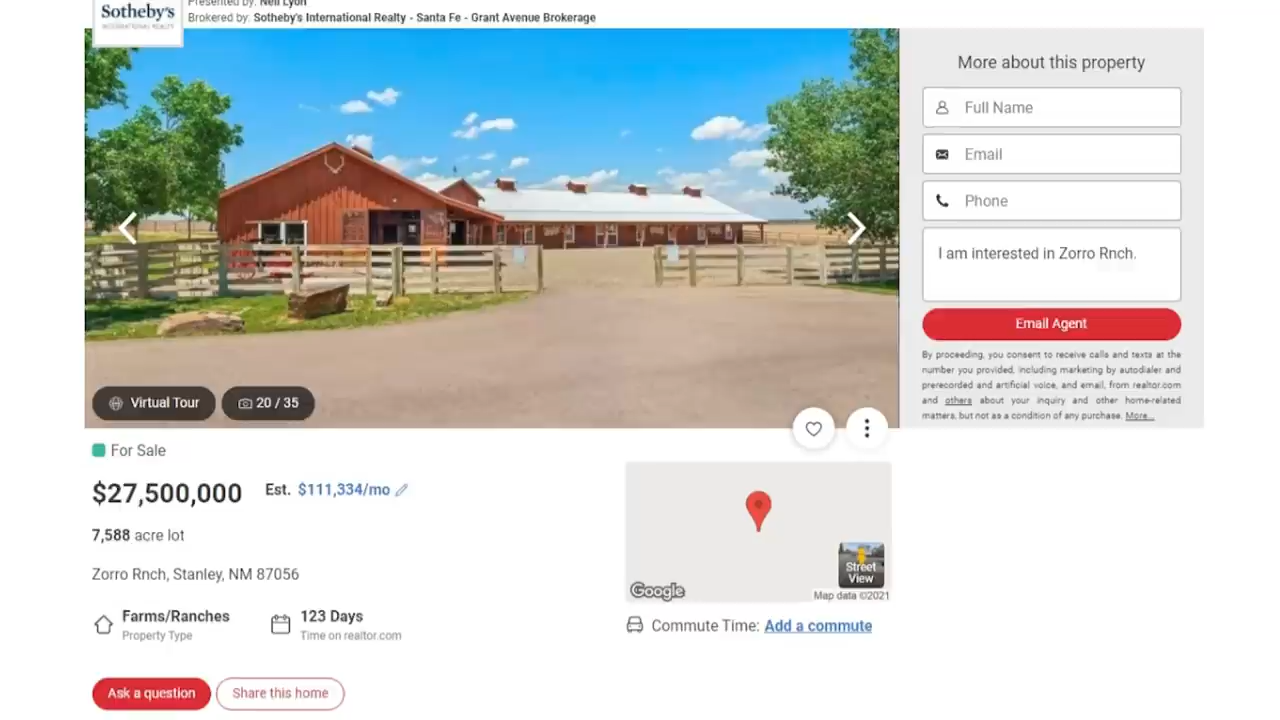 Sotheby's
INTERNATIONAL REALTY
Presented by: Neil Lyon
Brokered by: Sotheby's International Realty - Santa Fe - Grant Avenue Brokerage
Virtual Tour
20 / 35
For Sale
$27,500,000
Est. $111,334/mo
7,588 acre lot
Zorro Rnch, Stanley, NM 87056
Farms/Ranches
Property Type
123 Days
Time on realtor.com
Ask a question
Share this home
Google
Street
View
Map data ©2021
Commute Time: Add a commute
More about this property
Full Name
Email
Phone
I am interested in Zorro Rnch.
Email Agent
By proceeding, you consent to receive calls and texts at the
number you provided, including marketing by autodialer and
prerecorded and artificial voice, and email, from realtor.com
and others about your inquiry and other home-related
matters, but not as a condition of any purchase. More...